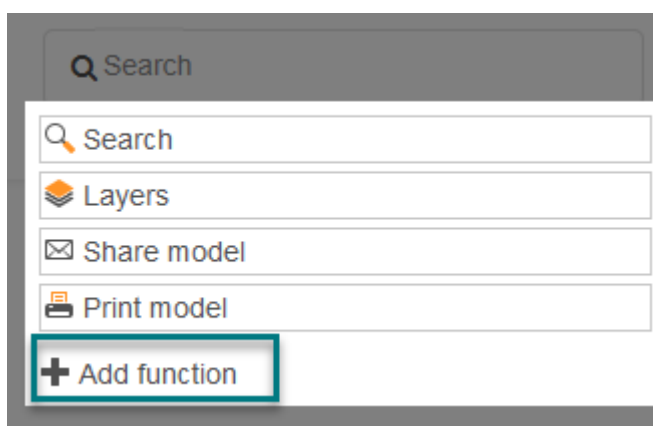 Search
Search
Layers
Share model
Print model
Add function